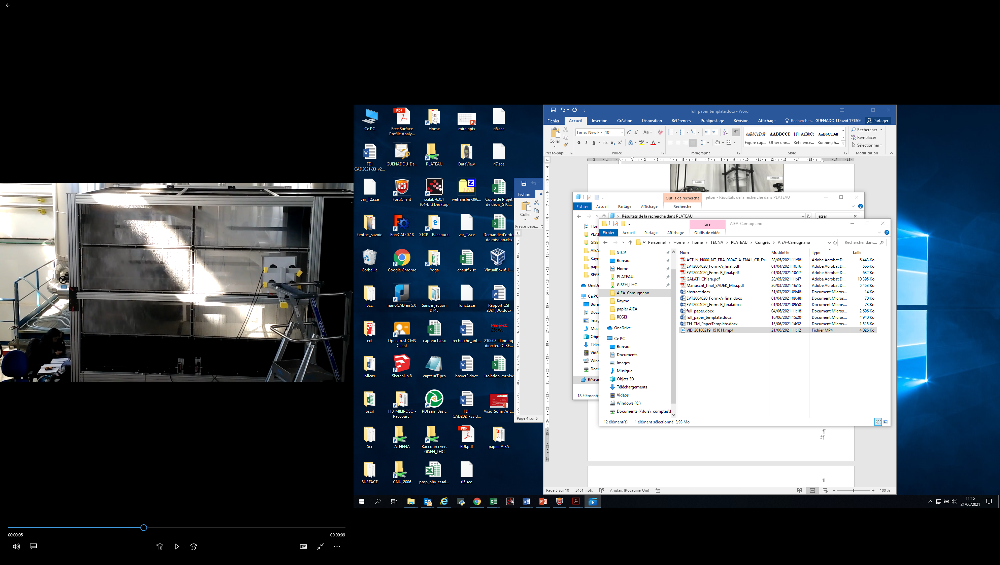 00:00:05
00:00:09
10
30
Ce PC
Free Surface Profile Analy...
Home
mire.pptx
ri6.sce
FDI CAD2021-33_v2...
GUENADOU_Da...
PLATEAU
DataView
ri7.sce
var_T2.sce
FortiClient
scilab-6.0.1 (64-bit) Desktop
wetransfer-396...
Copie de Projet de devis_STC...
fentres_savoie
FreeCAD 0.18
STCP - Raccourci
var_T.sce
Demande d'ordre de mission.xlsx
Corbeille
Google Chrome
Yoga
chauff.xlsx
VirtualBox-6.1....
bcc
nanoCAD en 5.0
Sans injection DT45
fonct.sce
Rapport CSI 2021_DG.docx
ext
OpenTrust CMS Client
capteurT.xlsx
recherche_ant...
210603 Planning directeur CIRE...
Micas
SketchUp 8
capteurT.prn
brevet2.docx
isolation_ext.xlsx
oscil
110_MILIPOSO - Raccourci
PDFsam Basic
FDI CAD2021-33.d...
Visio_Sofia_Ant...
Sci
ATHENA
Raccourci vers GISEH_LHC
FDI.pdf
papier AIEA
SURFACE
CNU_2006
prop_phy-essai...
ri5.sce
Fichier
Coller
Presse-papi...
Page 4 sur 5
full_paper_template.docx - Word
Fichier Accueil Insertion Création Disposition Références Publipostage Révision Affichage Rechercher.. GUENADOU David 171306 Partager
Coller
Times New R 10
G I S abc
AaBbCcDdE AABBCCI [1] AaBbCc AaBbCcDdI
Figure cap... Other unn... Reference... Running h...
Rechercher
Remplacer
Sélectionner
Presse-papi... Police Paragraphe Style Modification
LASER
CAMERA
Outils de recherche jetser - Résultats de la recherche dans PLATEAU
Fichier Accueil Partage Affichage Recherche
Résultats de la recherche dans PLATEAU
jetser
18 élément(s
Lire AIEA-Camugnano
Fichier Accueil Partage Affichage Outils de vidéo
« Personnel > Home > home > TECNA > PLATEAU > Congrès > AIEA-Camugnano
Rechercher dans...
STCP
Bureau
Home
PLATEAU
GISEH_LHC
AIEA-Camugnano
Kayme
papier AIEA
REGEI
OneDrive
Ce PC
Bureau
Documents
Images
Musique
Objets 3D
Téléchargements
Vidéos
Windows (C:)
Documents (\\lurs\_comptes\l
Nom Modifié le Type Taille
AST_N_N000_NT_FRA_03947_A_FNAL_CR_Es... 28/05/2021 11:58 Adobe Acrobat D... 6 443 Ko
EVT2004020_Form-A_final.pdf 01/04/2021 10:16 Adobe Acrobat D... 566 Ko
EVT2004020_Form-B_final.pdf 01/04/2021 10:17 Adobe Acrobat D... 632 Ko
GALATI_Chiara.pdf 28/05/2021 11:47 Adobe Acrobat D... 10 395 Ko
Manuscrit_final_SADEK_Mira.pdf 30/03/2021 16:15 Adobe Acrobat D... 5 453 Ko
abstract.docx 31/03/2021 09:48 Document Micros... 14 Ko
EVT2004020_Form-A_final.docx 01/04/2021 09:48 Document Micros... 70 Ko
EVT2004020_Form-B_final.docx 01/04/2021 09:58 Document Micros... 73 Ko
full_paper.docx 04/06/2021 11:18 Document Micros... 2 696 Ko
full_paper_template.docx 16/06/2021 15:20 Document Micros... 4 940 Ko
TH-TM_PaperTemplate.docx 15/06/2021 14:32 Document Micros... 1 515 Ko
VID_20180219_151011.mp4 21/06/2021 11:12 Fichier MP4 4 026 Ko
12 élément(s) 1 élément sélectionné 3,93 Mo
5¶
Page 5 sur 10 3461 mots Anglais (Royaume-Uni) 100 %
11:15
21/06/2021